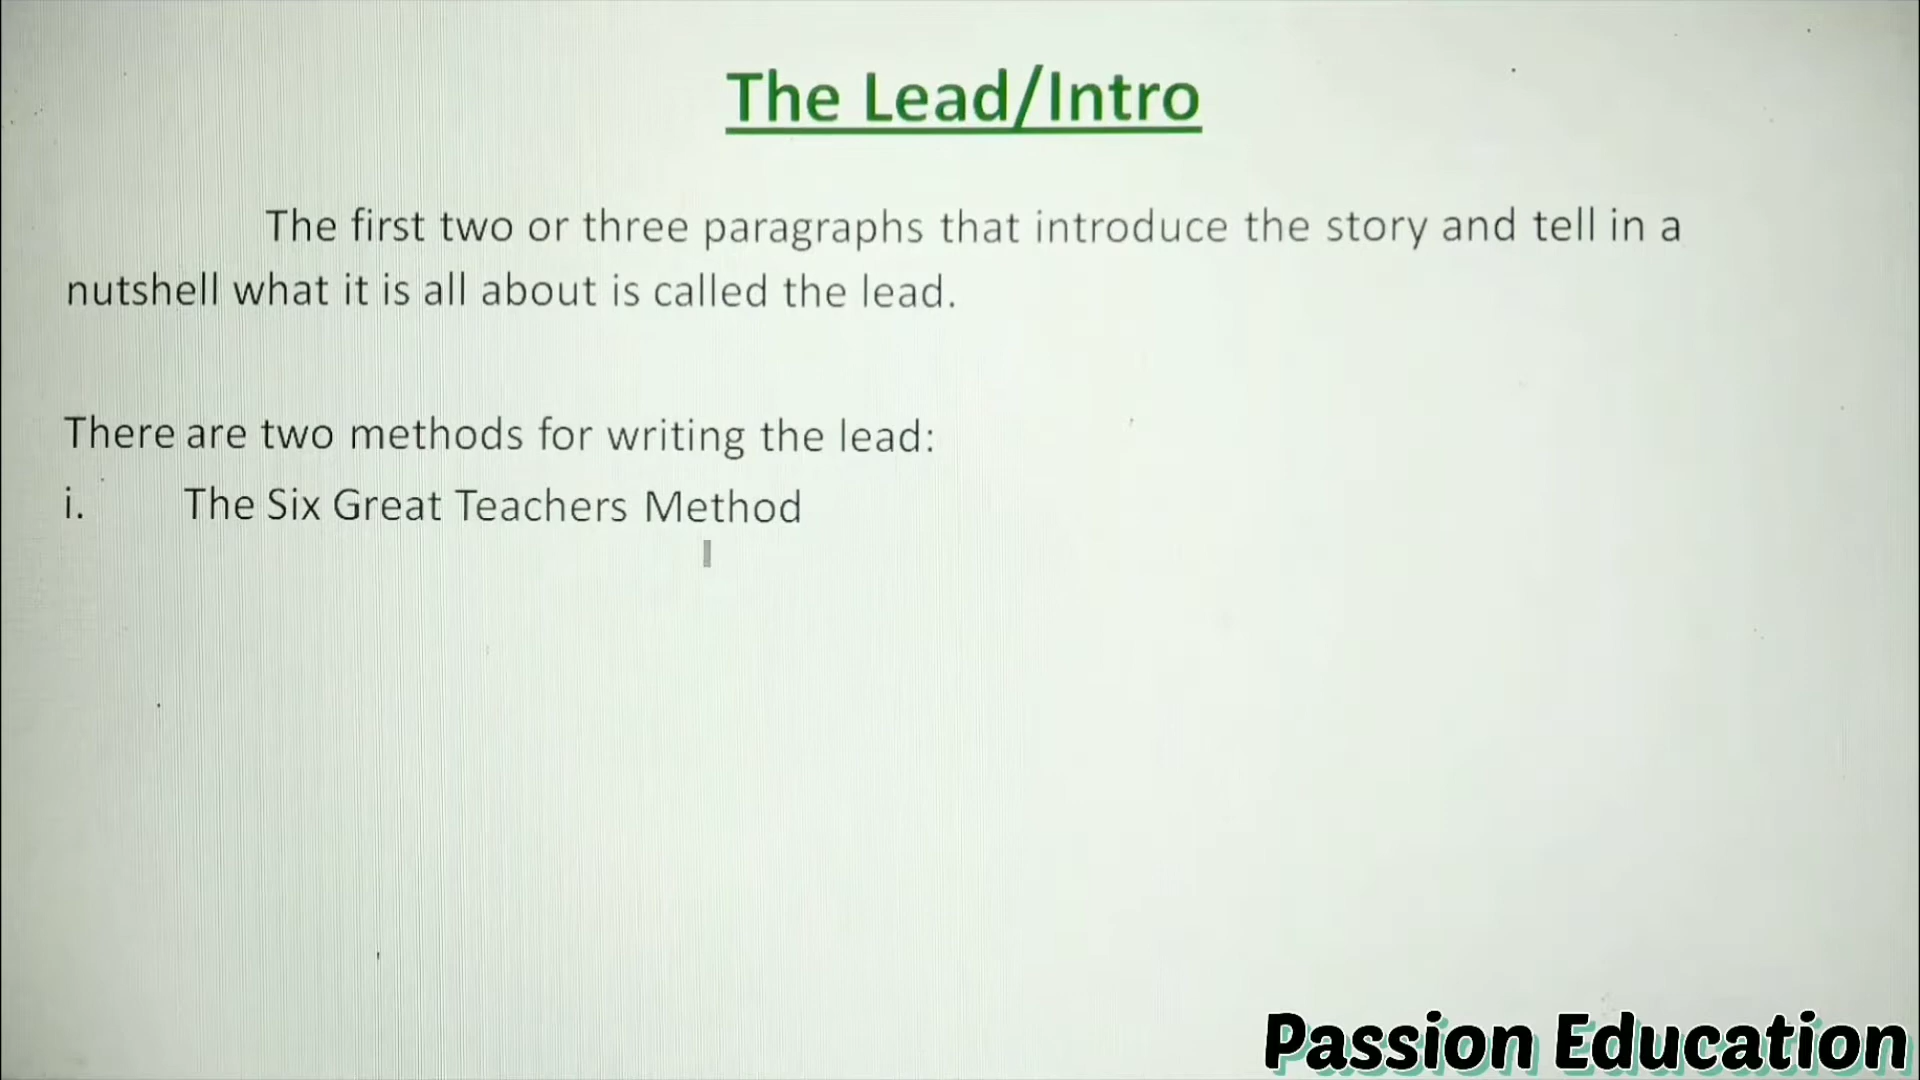 The Lead/Intro
The first two or three paragraphs that introduce the story and tell in a
nutshell what it is all about is called the lead.
There are two methods for writing the lead:
i. The Six Great Teachers Method
Passion Education